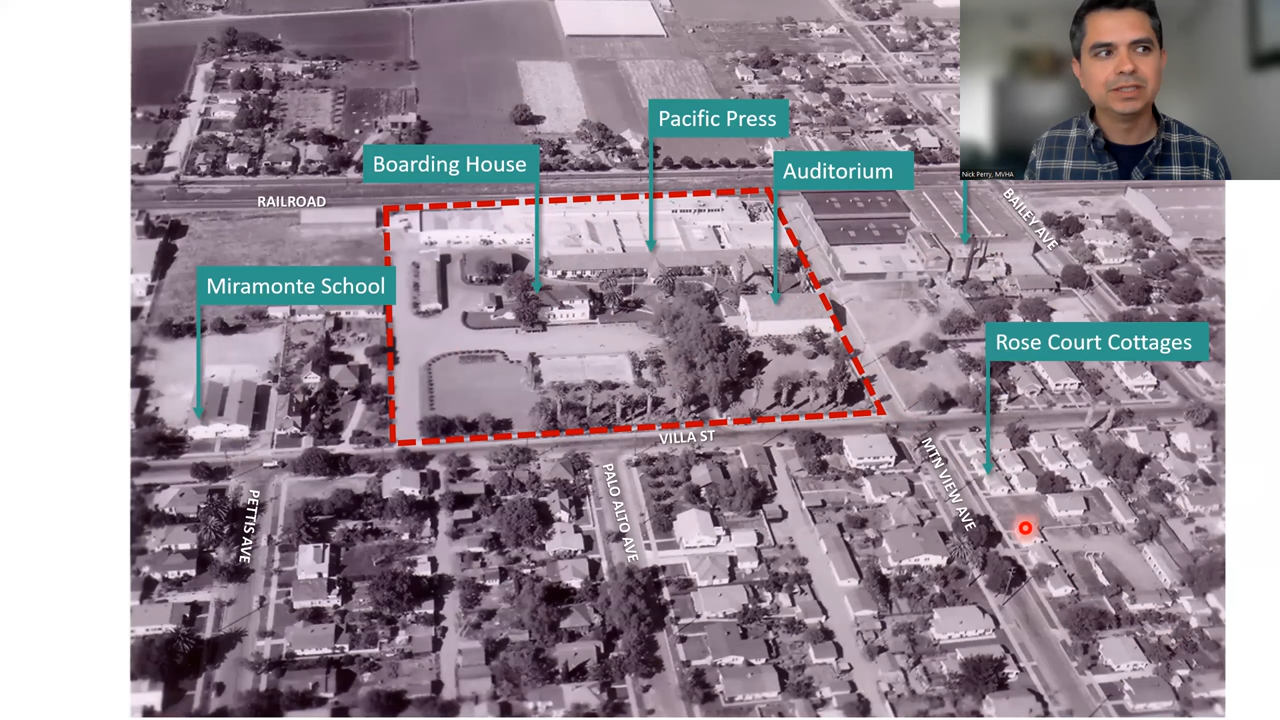 Pacific Press
Boarding House
Auditorium
Nick Perry, MVHA
RAILROAD
BAILEY AVE
Miramonte School
Rose Court Cottages
VILLA ST
MTN VIEW AVE
PALO ALTO AVE
PETTIS AVE